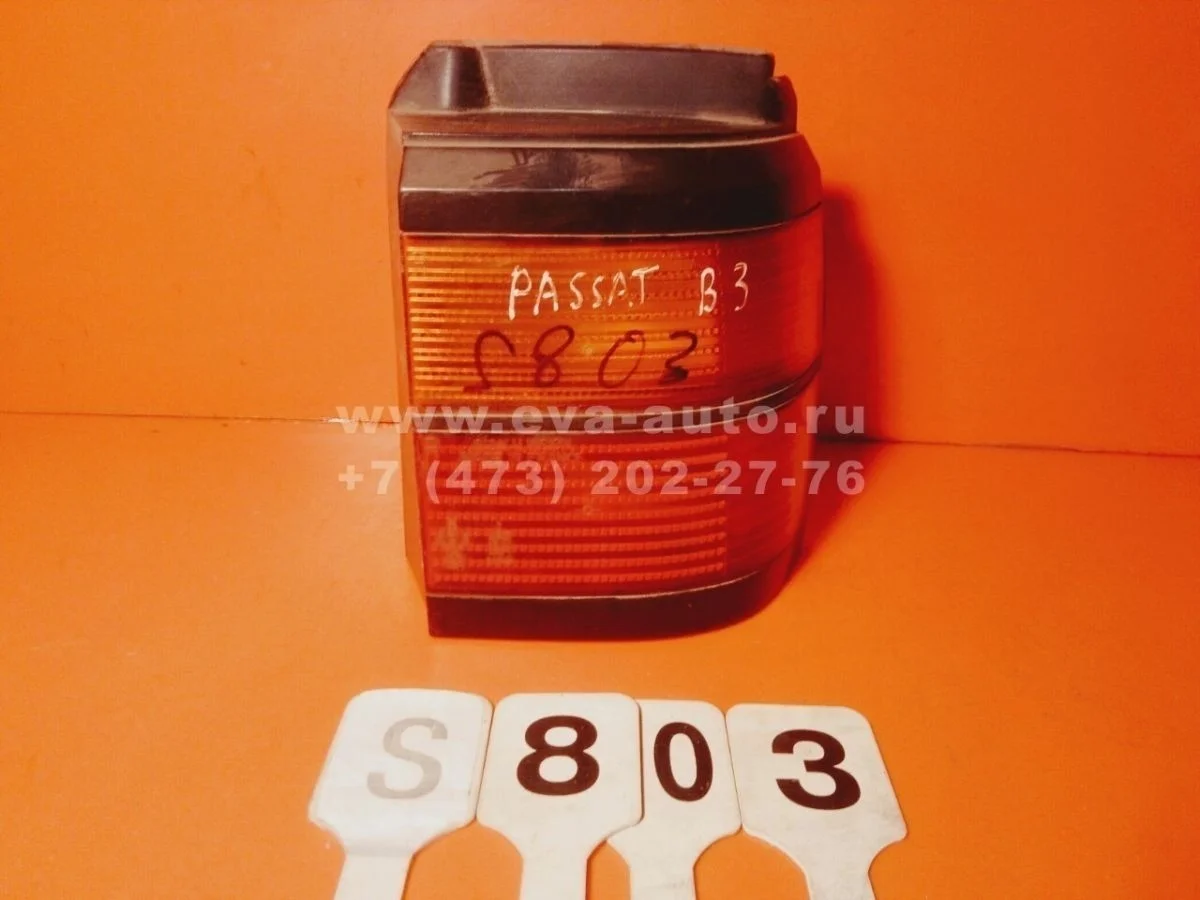 PASSAT B3
S803
www.eva-auto.ru
+7 (473) 202-27-76
S 8 0 3